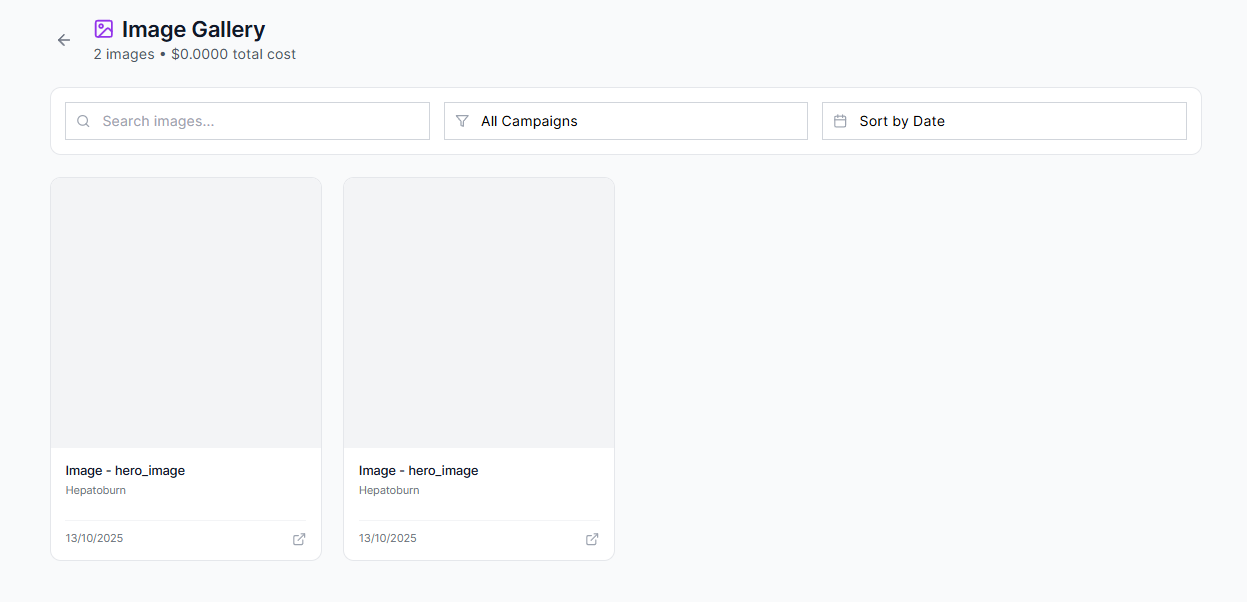 Image Gallery
2 images • $0.0000 total cost
Search images...
All Campaigns
Sort by Date
Image - hero_image
Hepatoburn
13/10/2025
Image - hero_image
Hepatoburn
13/10/2025